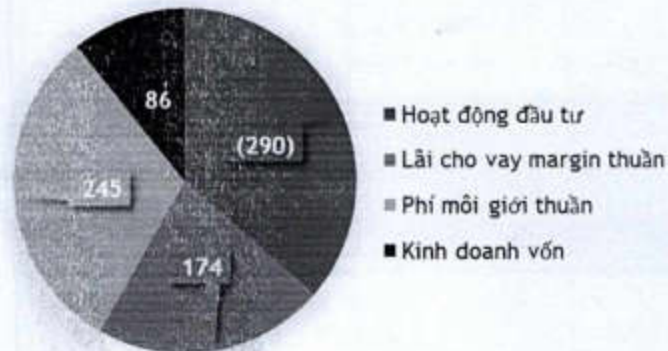 86
(290)
245
174
Hoạt động đầu tư
Lãi cho vay margin thuần
Phí môi giới thuần
Kinh doanh vốn